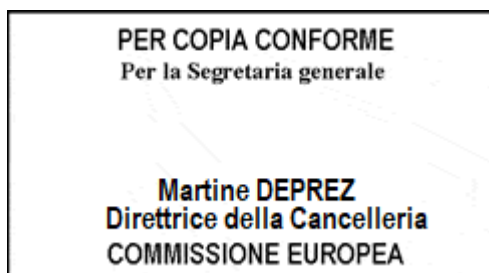 PER COPIA CONFORME
Per la Segretaria generale
Martine DEPREZ
Direttrice della Cancelleria
COMMISSIONE EUROPEA